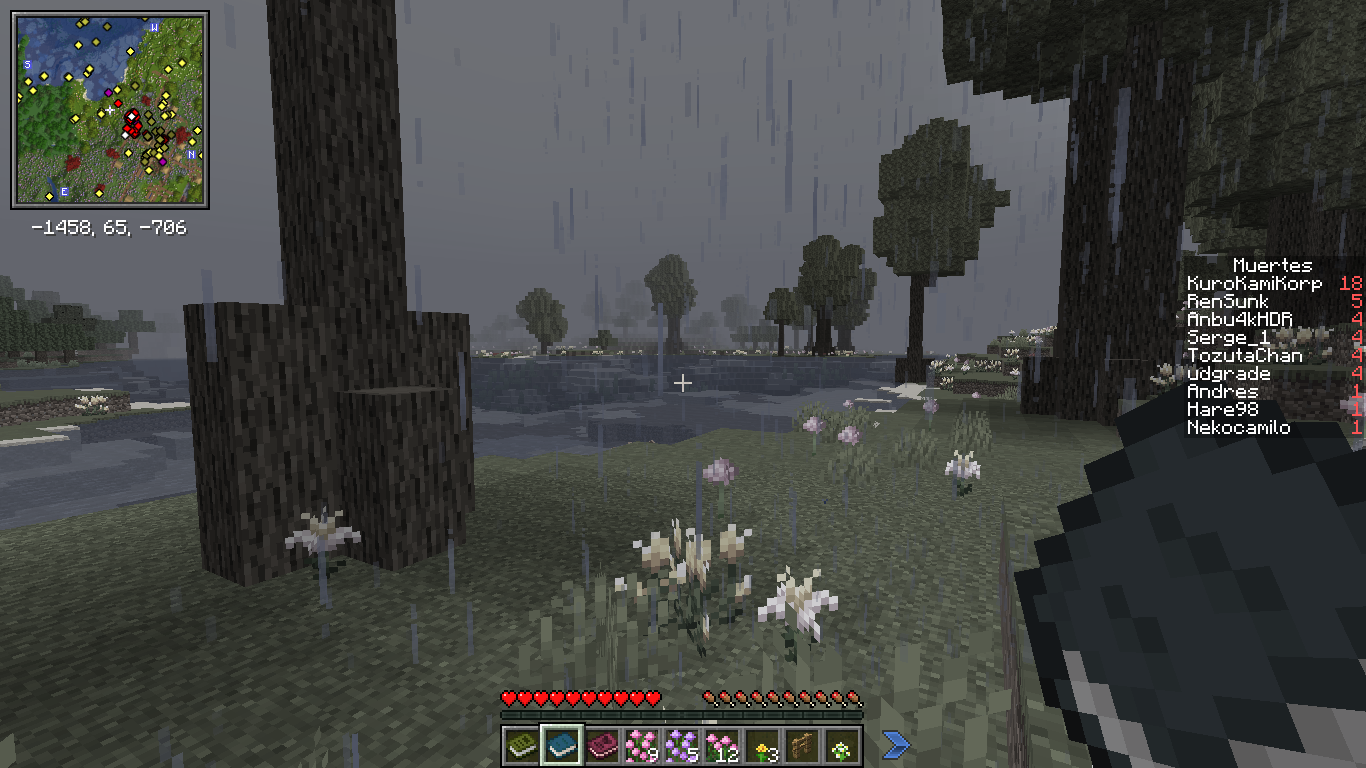 W
S
N
E
-1458, 65, -706
Muertes
KuroKamiKorp 18
RenSunk 5
Anbu4kHDR 4
Serge_1 4
TozutaChan 4
udgrade 4
Andres 1
Hare98 1
Nekocamilo 1
9 5 12 3